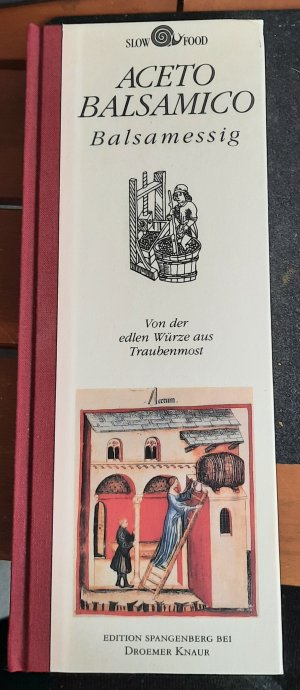 SLOW FOOD
ACETO
BALSAMICO
Balsamessig
Von der
edlen Würze aus
Traubenmost
Acetum.
EDITION SPANGENBERG BEI
DROEMER KNAUR